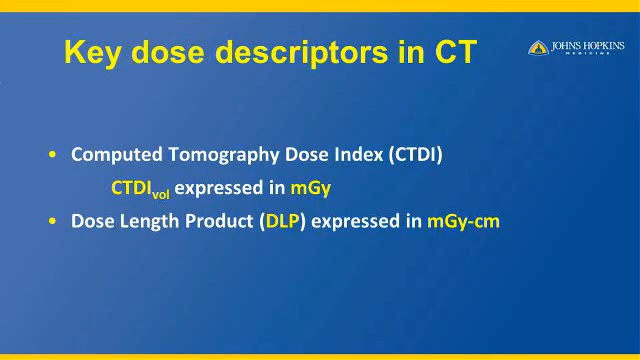 Key dose descriptors in CT
JOHNS HOPKINS
MEDICINE
• Computed Tomography Dose Index (CTDI)
CTDIvol expressed in mGy
• Dose Length Product (DLP) expressed in mGy-cm